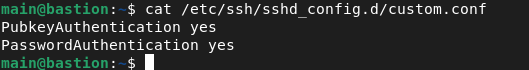 main@bastion:~$ cat /etc/ssh/sshd_config.d/custom.conf
PubkeyAuthentication yes
PasswordAuthentication yes
main@bastion:~$